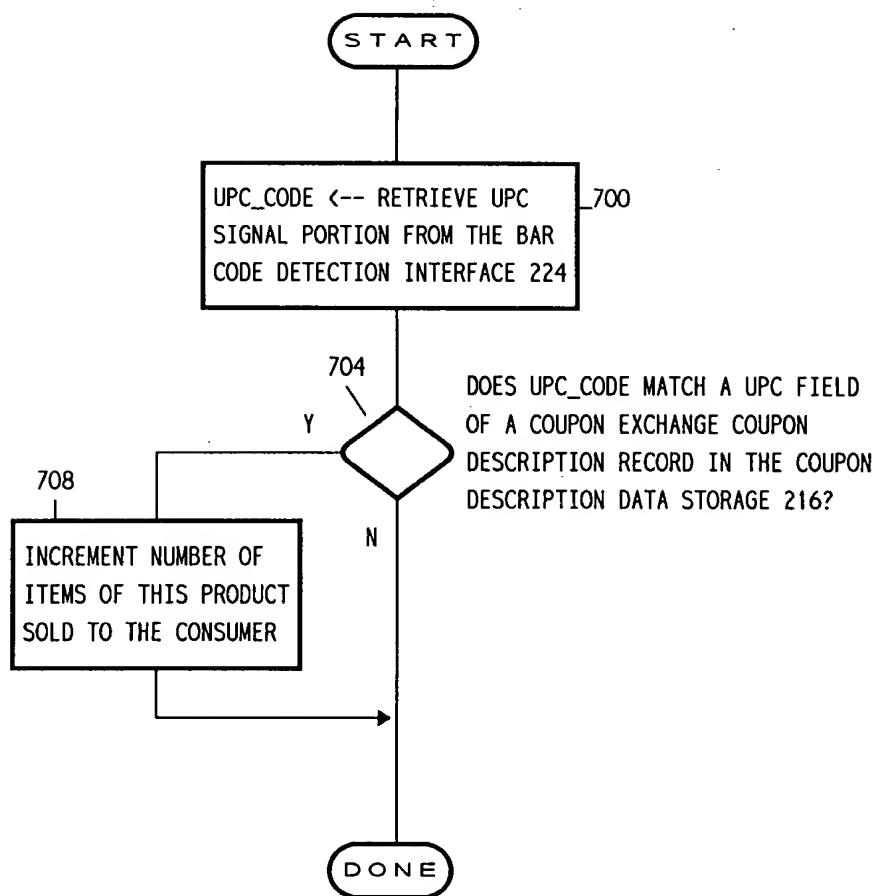 START
UPC_CODE <-- RETRIEVE UPC
SIGNAL PORTION FROM THE BAR
CODE DETECTION INTERFACE 224
700
704
DOES UPC_CODE MATCH A UPC FIELD
OF A COUPON EXCHANGE COUPON
DESCRIPTION RECORD IN THE COUPON
DESCRIPTION DATA STORAGE 216?
Y
N
708
INCREMENT NUMBER OF
ITEMS OF THIS PRODUCT
SOLD TO THE CONSUMER
DONE